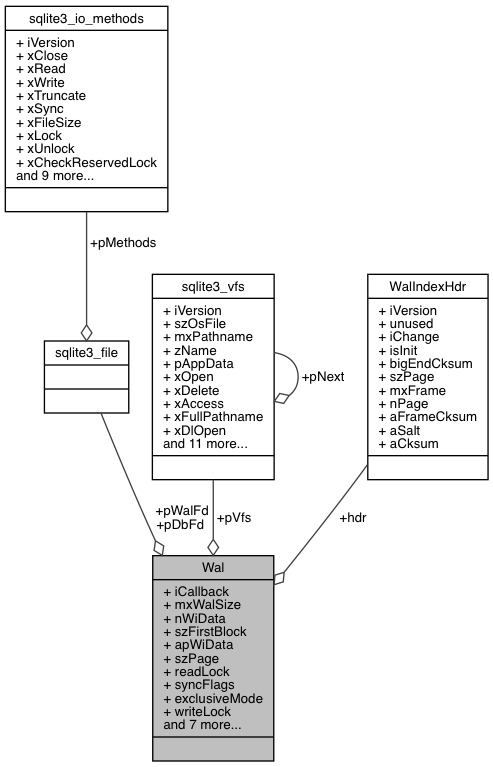 sqlite3_io_methods
+ iVersion
+ xClose
+ xRead
+ xWrite
+ xTruncate
+ xSync
+ xFileSize
+ xLock
+ xUnlock
+ xCheckReservedLock
and 9 more...
+pMethods
sqlite3_file
sqlite3_vfs
+ iVersion
+ szOsFile
+ mxPathname
+ zName
+ pAppData
+ xOpen
+ xDelete
+ xAccess
+ xFullPathname
+ xDlOpen
and 11 more...
+pNext
WalIndexHdr
+ iVersion
+ unused
+ iChange
+ isInit
+ bigEndCksum
+ szPage
+ mxFrame
+ nPage
+ aFrameCksum
+ aSalt
+ aCksum
+pWalFd
+pDbFd
+pVfs
+hdr
Wal
+ iCallback
+ mxWalSize
+ nWiData
+ szFirstBlock
+ apWiData
+ szPage
+ readLock
+ syncFlags
+ exclusiveMode
+ writeLock
and 7 more...